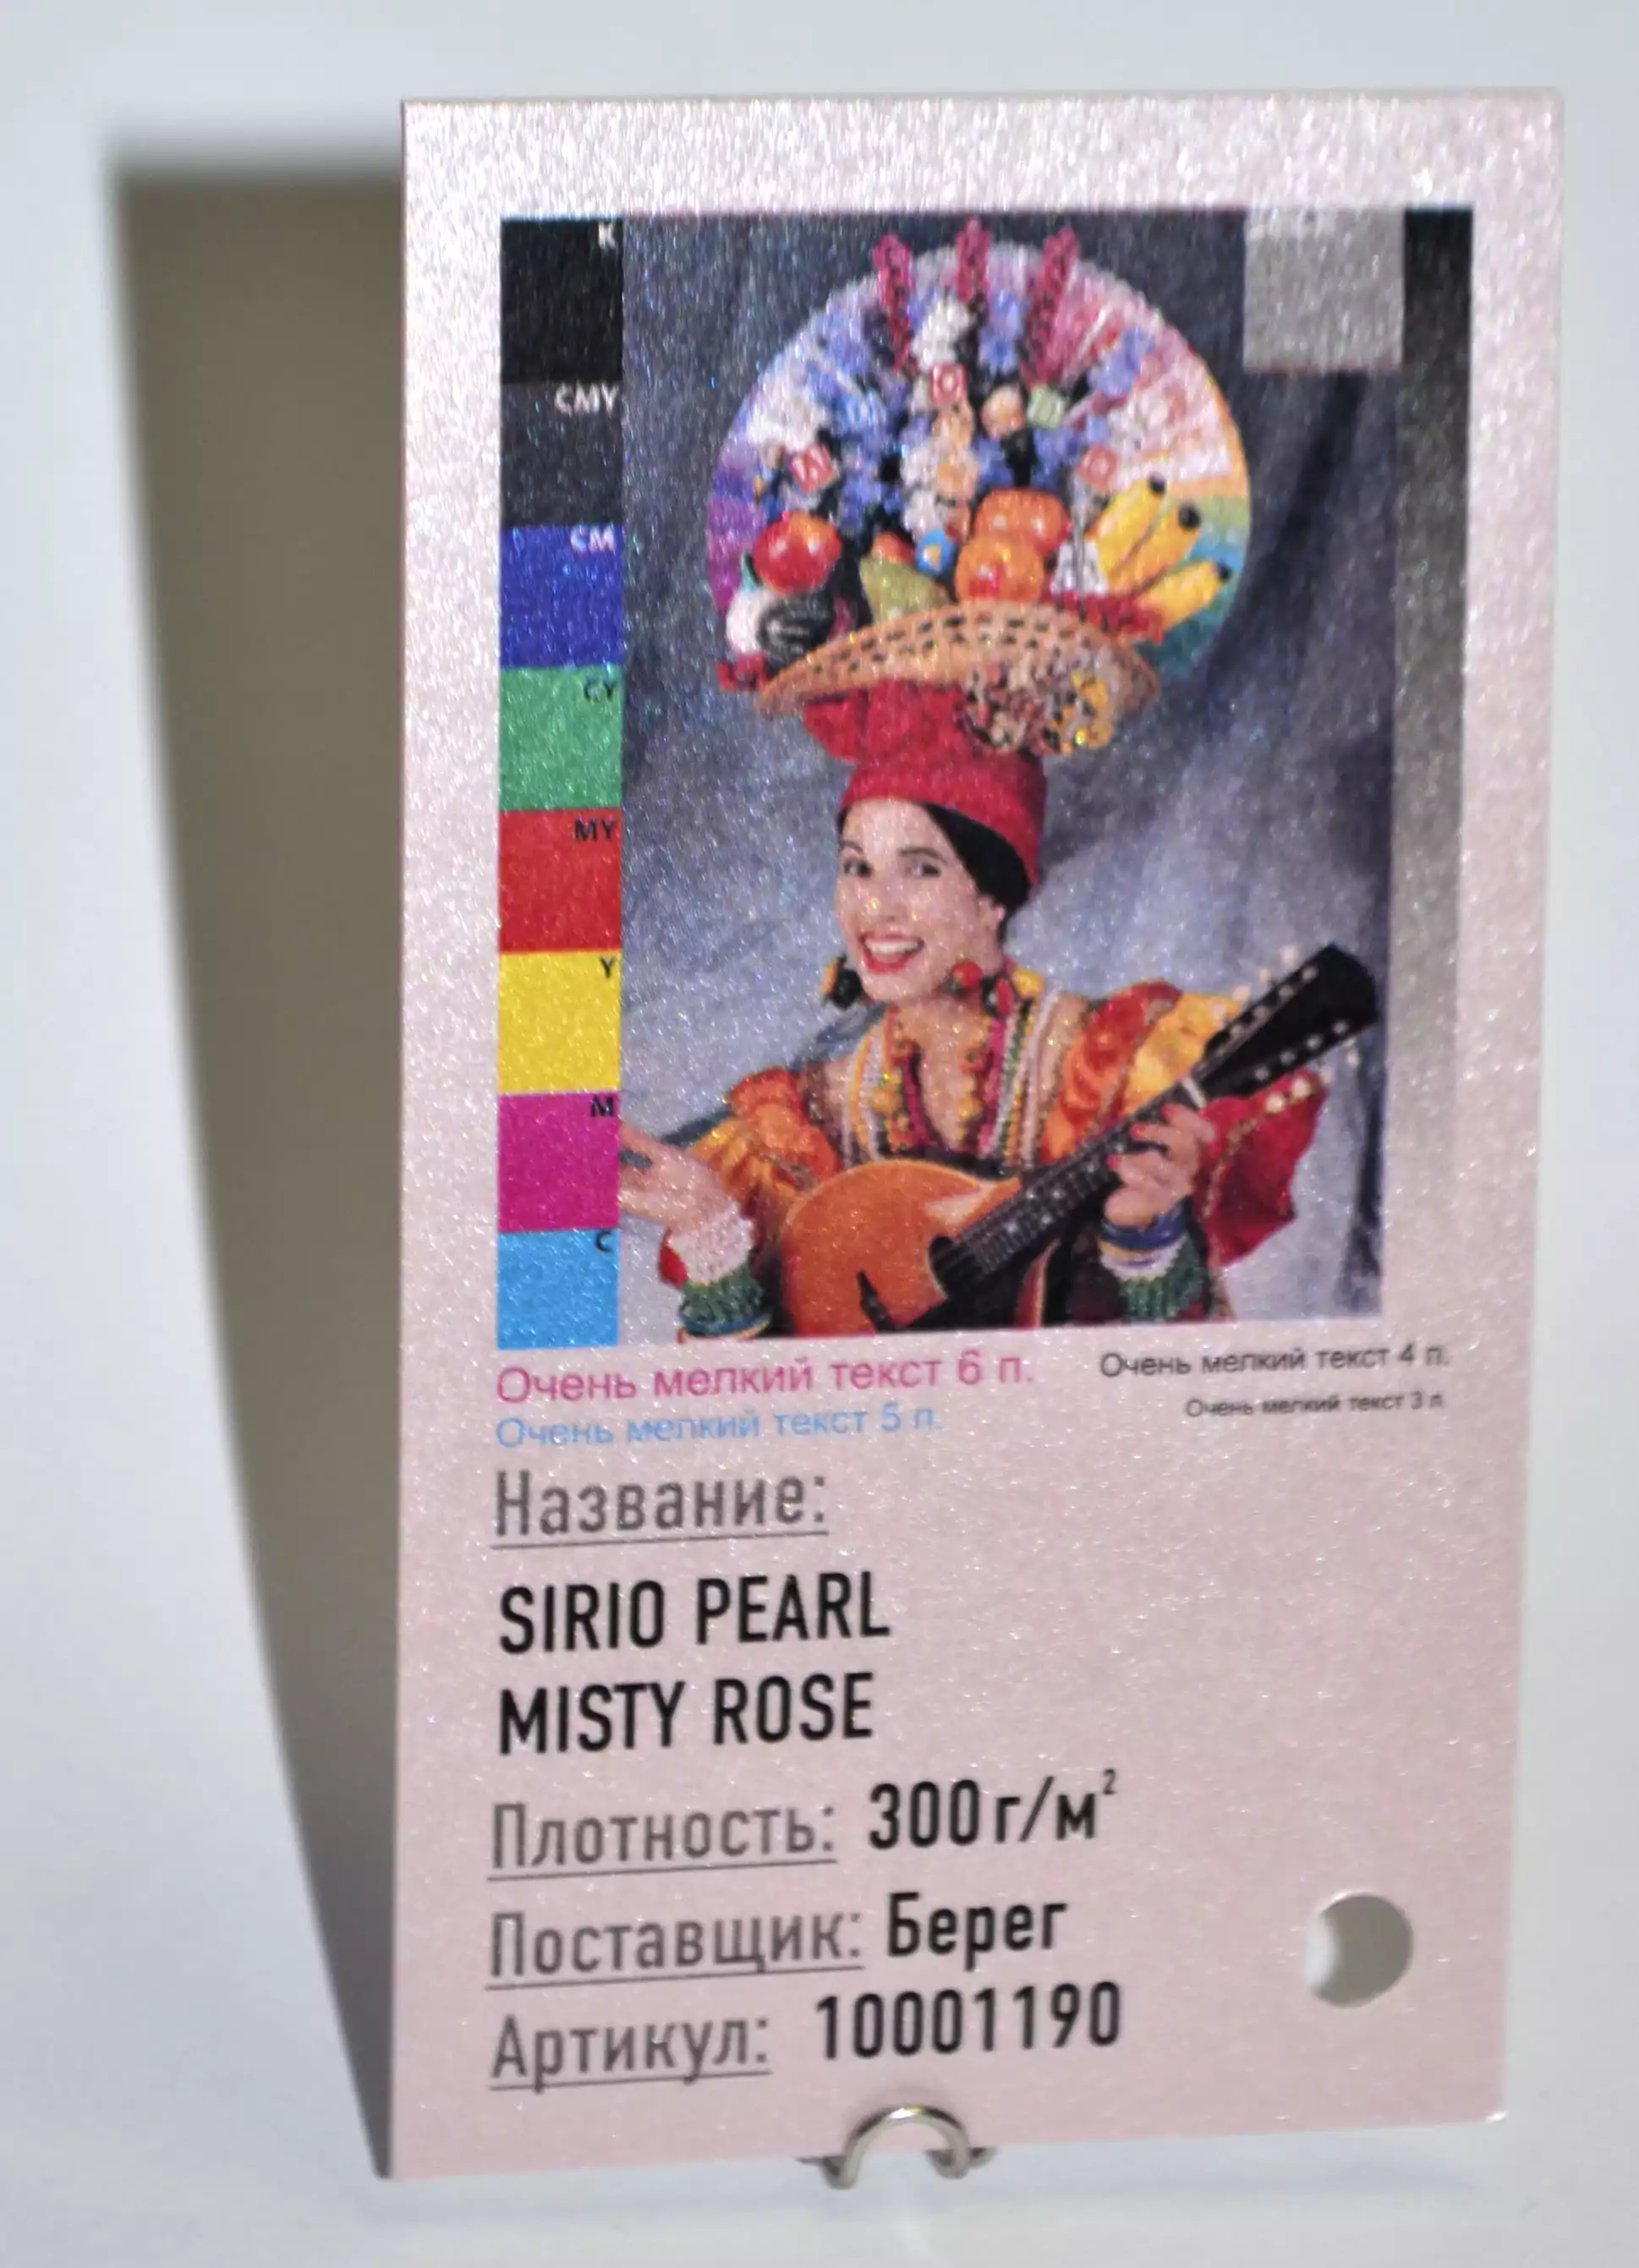 K
CMY
CM
CY
MY
Y
M
C
Очень мелкий текст 6 п.
Очень мелкий текст 5 п.
Очень мелкий текст 4 п.
Очень мелкий текст 3 п.
Название:
SIRIO PEARL
MISTY ROSE
Плотность: 300 г/м²
Поставщик: Берег
Артикул: 10001190